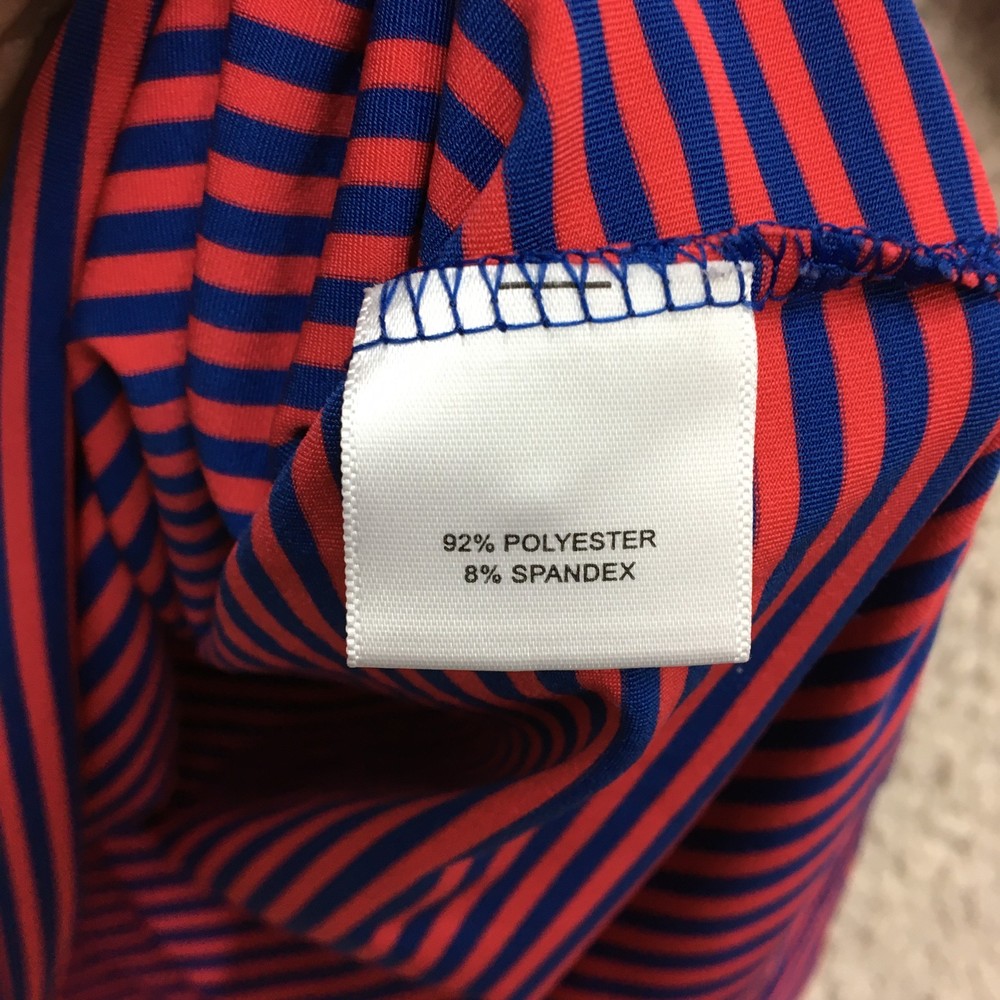 92% POLYESTER
8% SPANDEX